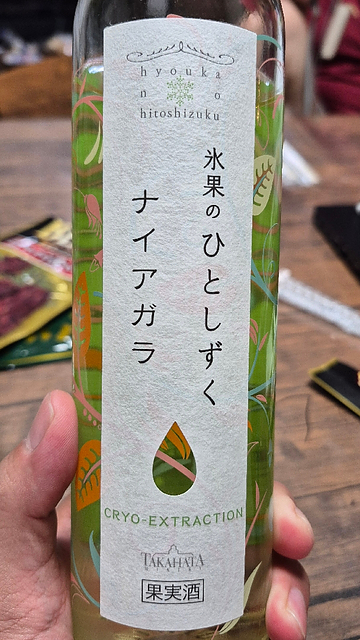 hyouka
no
hitoshizuku
氷果のひとしずく
ナイアガラ
CRYO-EXTRACTION
TAKAHATA
果実酒